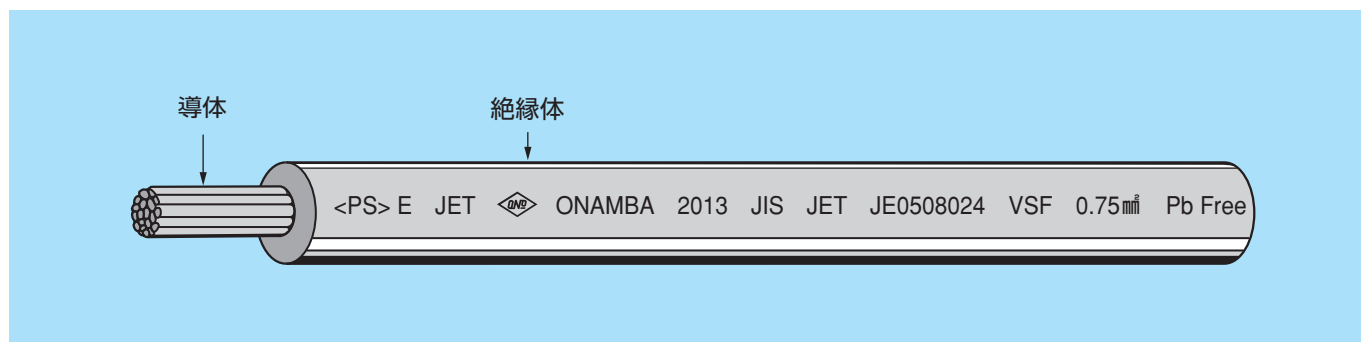 導体
絶縁体
<PS> E JET ONAMBA 2013 JIS JET JE0508024 VSF 0.75㎟ Pb Free